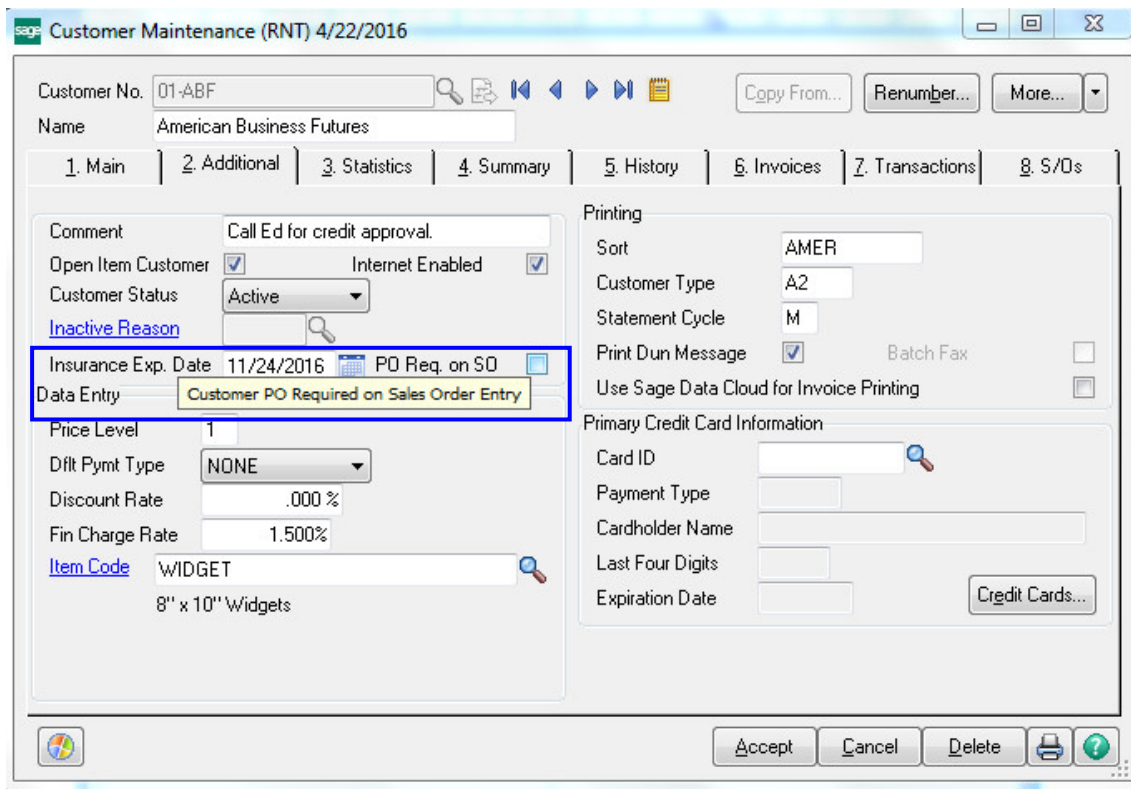 sage Customer Maintenance (RNT) 4/22/2016
Customer No. 01-ABF Copy From... Renumber... More...
Name American Business Futures
1. Main 2. Additional 3. Statistics 4. Summary 5. History 6. Invoices 7. Transactions 8. S/Os
Comment Call Ed for credit approval.
Open Item Customer Internet Enabled
Customer Status Active
Inactive Reason
Insurance Exp. Date 11/24/2016 PO Req. on SO
Customer PO Required on Sales Order Entry
Data Entry
Price Level 1
Dflt Pymt Type NONE
Discount Rate .000 %
Fin Charge Rate 1.500%
Item Code WIDGET
8" x 10" Widgets
Printing
Sort AMER
Customer Type A2
Statement Cycle M
Print Dun Message Batch Fax
Use Sage Data Cloud for Invoice Printing
Primary Credit Card Information
Card ID
Payment Type
Cardholder Name
Last Four Digits
Expiration Date Credit Cards...
Accept Cancel Delete